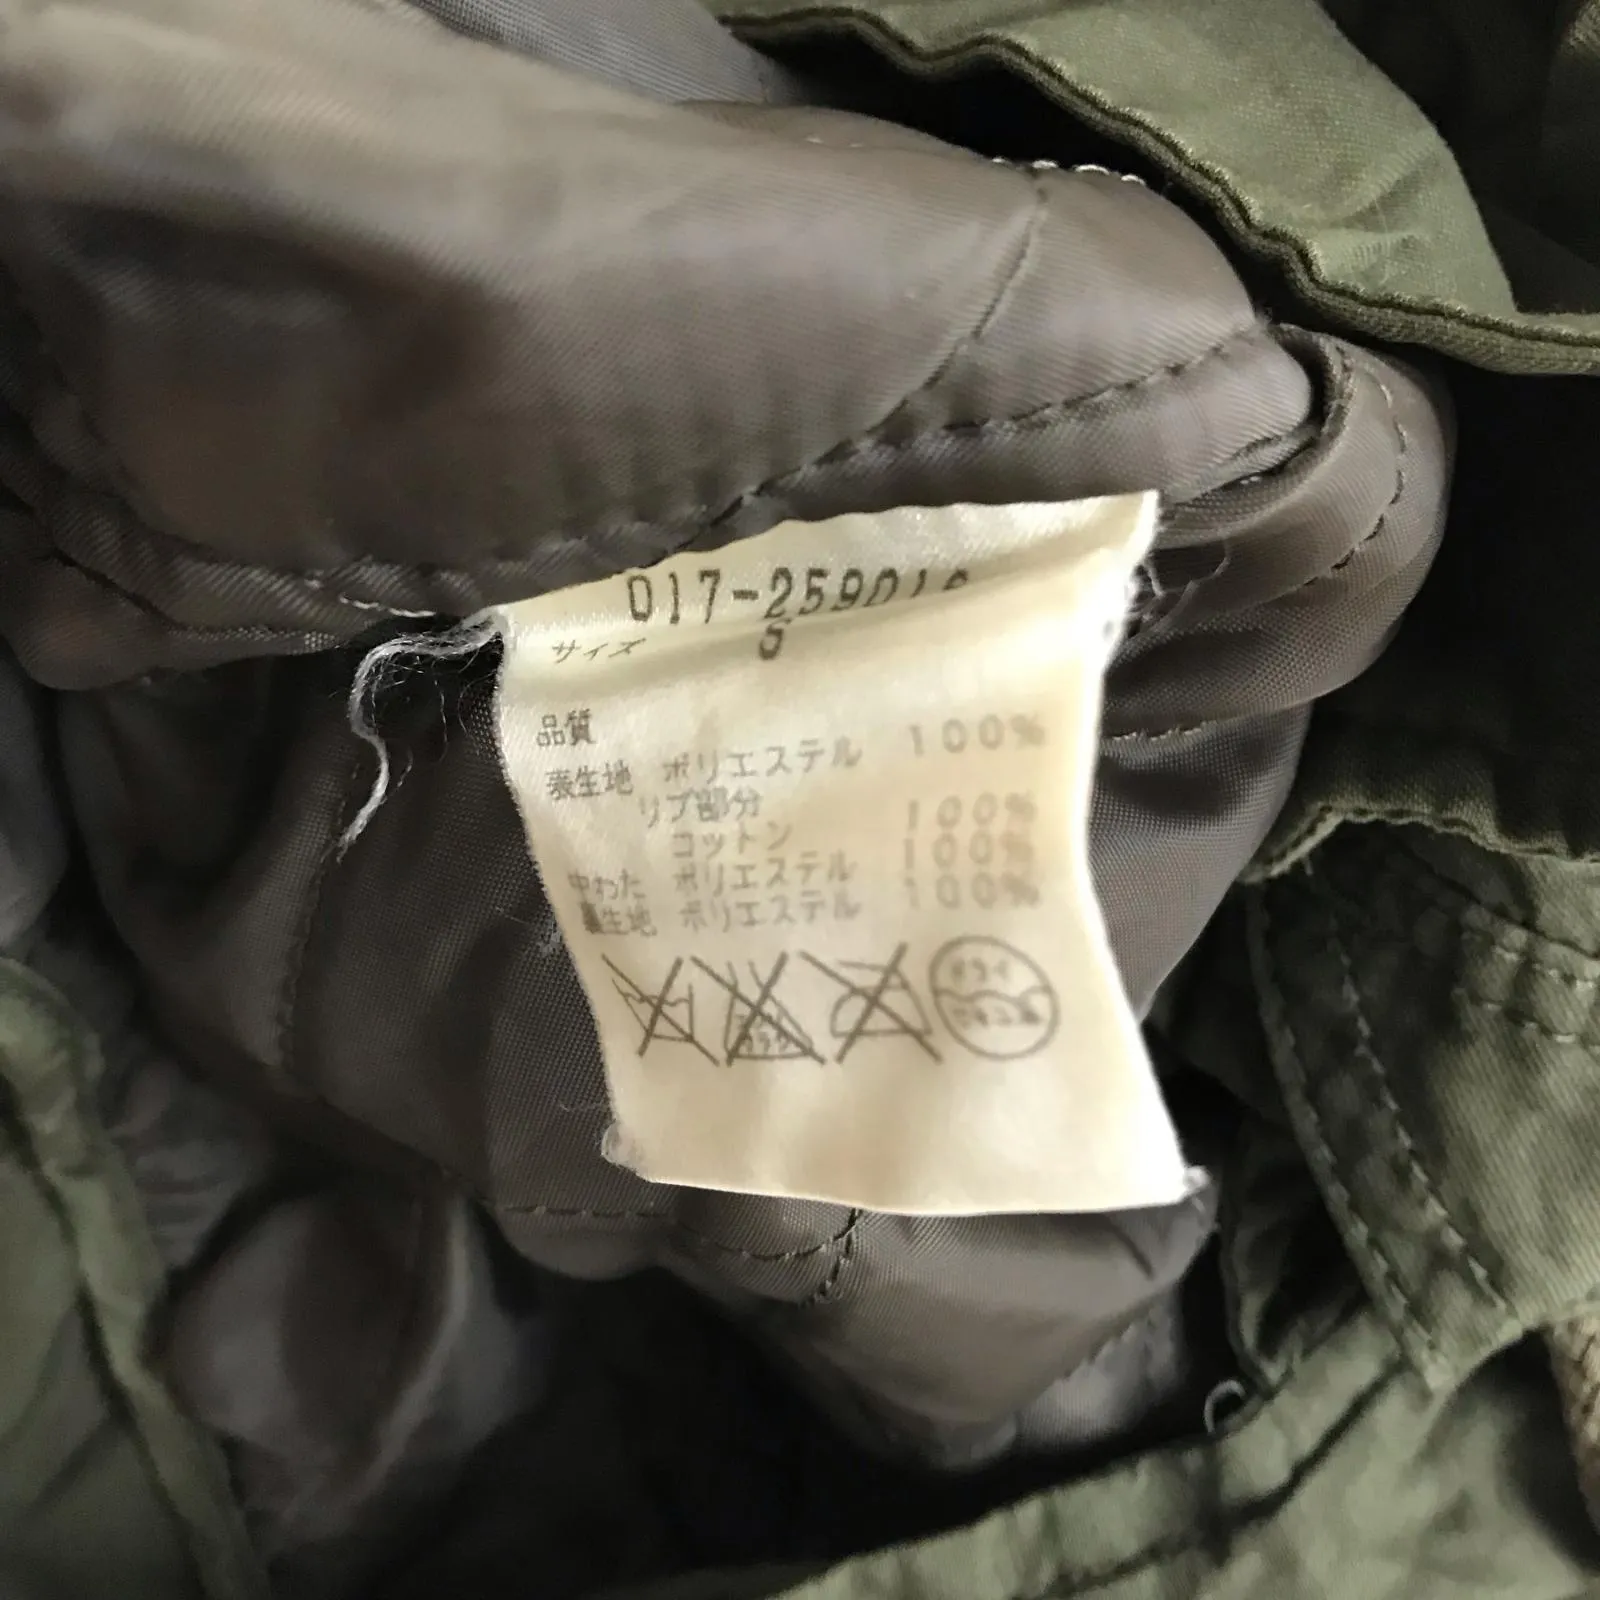 017-259016
サイズ S
品質
表生地 ポリエステル 100%
リブ部分
コットン 100%
中わた ポリエステル 100%
裏生地 ポリエステル 100%
ドライ